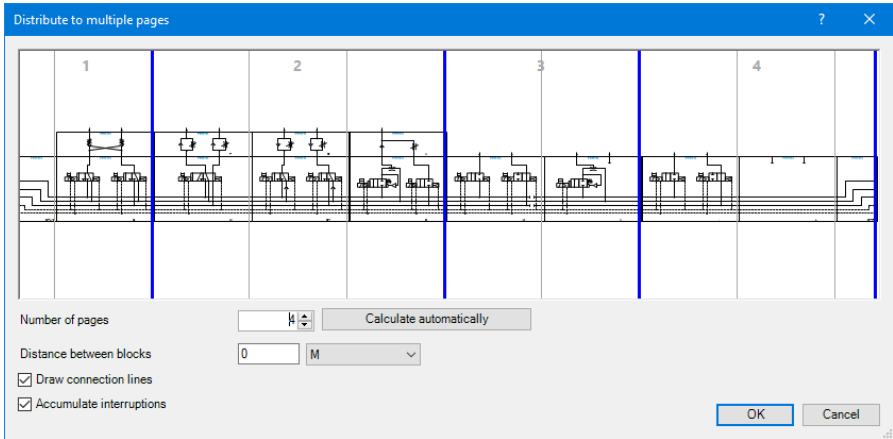 Distribute to multiple pages ?
1 2 3 4
Number of pages 4 Calculate automatically
Distance between blocks 0 M
Draw connection lines
Accumulate interruptions
OK Cancel